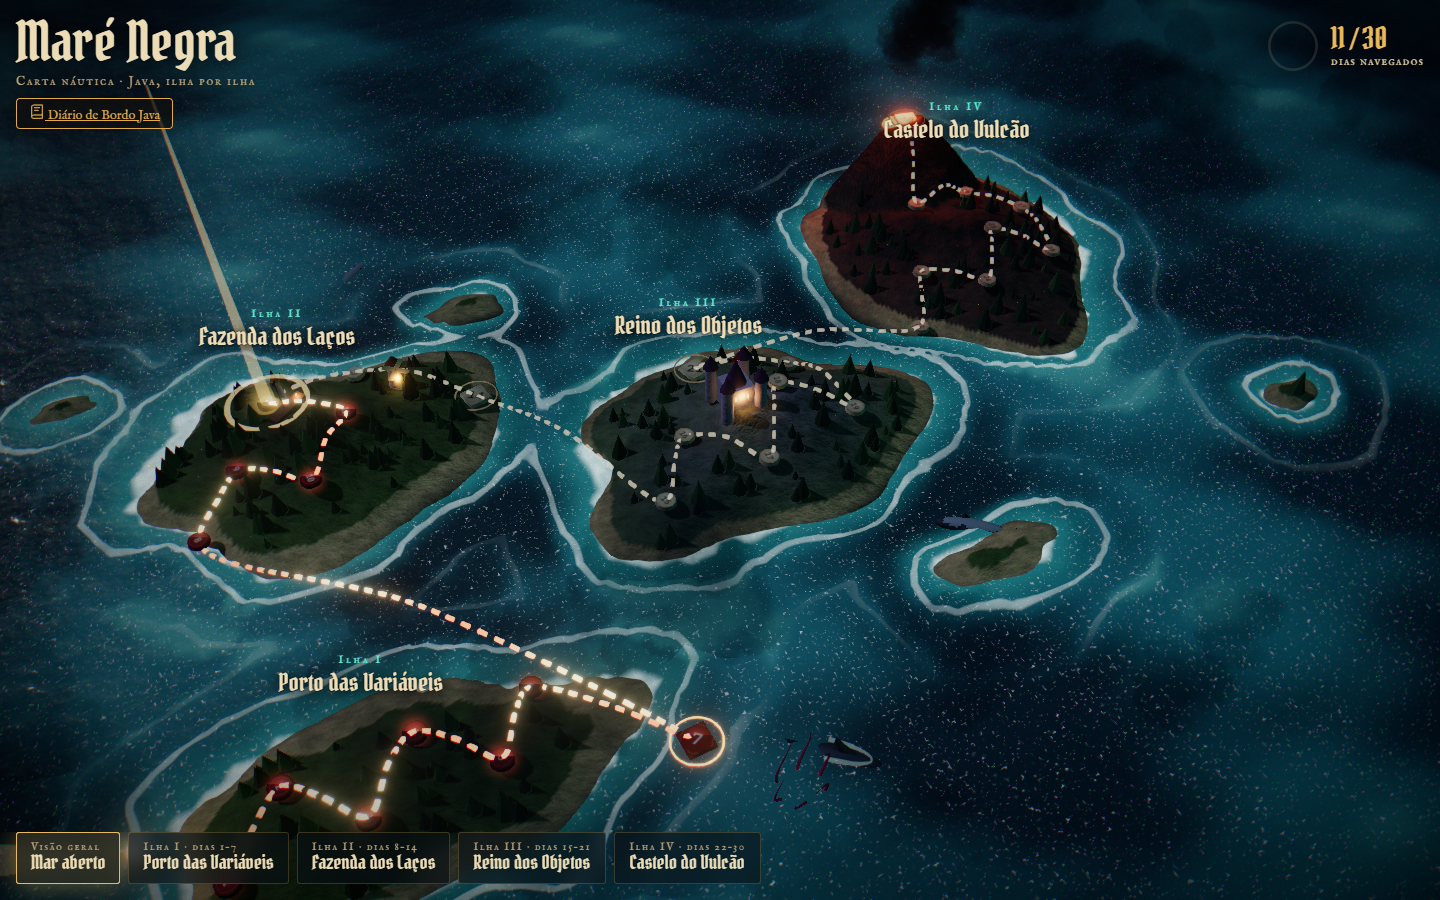 Maré Negra
Carta náutica · Java, ilha por ilha
Diário de Bordo Java
11/30
dias navegados
Ilha IV
Castelo do Vulcão
Ilha II
Fazenda dos Laços
Ilha III
Reino dos Objetos
Ilha I
Porto das Variáveis
7
Visão geral
Mar aberto
Ilha I · dias 1-7
Porto das Variáveis
Ilha II · dias 8-14
Fazenda dos Laços
Ilha III · dias 15-21
Reino dos Objetos
Ilha IV · dias 22-30
Castelo do Vulcão